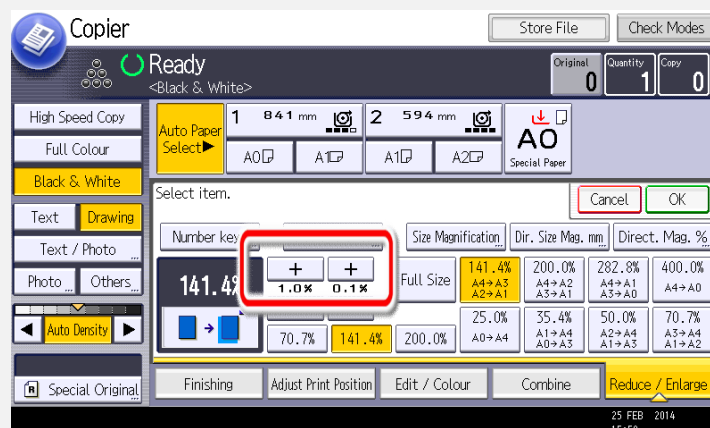 Copier
Store File
Check Modes
Ready
<Black & White>
Original
0
Quantity
1
Copy
0
High Speed Copy
Full Colour
Black & White
Text
Drawing
Text / Photo
Photo
Others
Auto Density
R
Special Original
Auto Paper
Select▶
1 841 mm
A0
A1
2 594 mm
A1
A2
A0
Special Paper
Select item.
Cancel
OK
Number key
Size Magnification
Dir. Size Mag. mm
Direct. Mag. %
141.4%
+
1.0%
+
0.1%
Full Size
141.4%
A4→A3
A2→A1
200.0%
A4→A2
A3→A1
282.8%
A4→A1
A3→A0
400.0%
A4→A0
70.7%
141.4%
200.0%
25.0%
A0→A4
35.4%
A1→A4
A0→A3
50.0%
A2→A4
A1→A3
70.7%
A3→A4
A1→A2
Finishing
Adjust Print Position
Edit / Colour
Combine
Reduce / Enlarge
25 FEB 2014